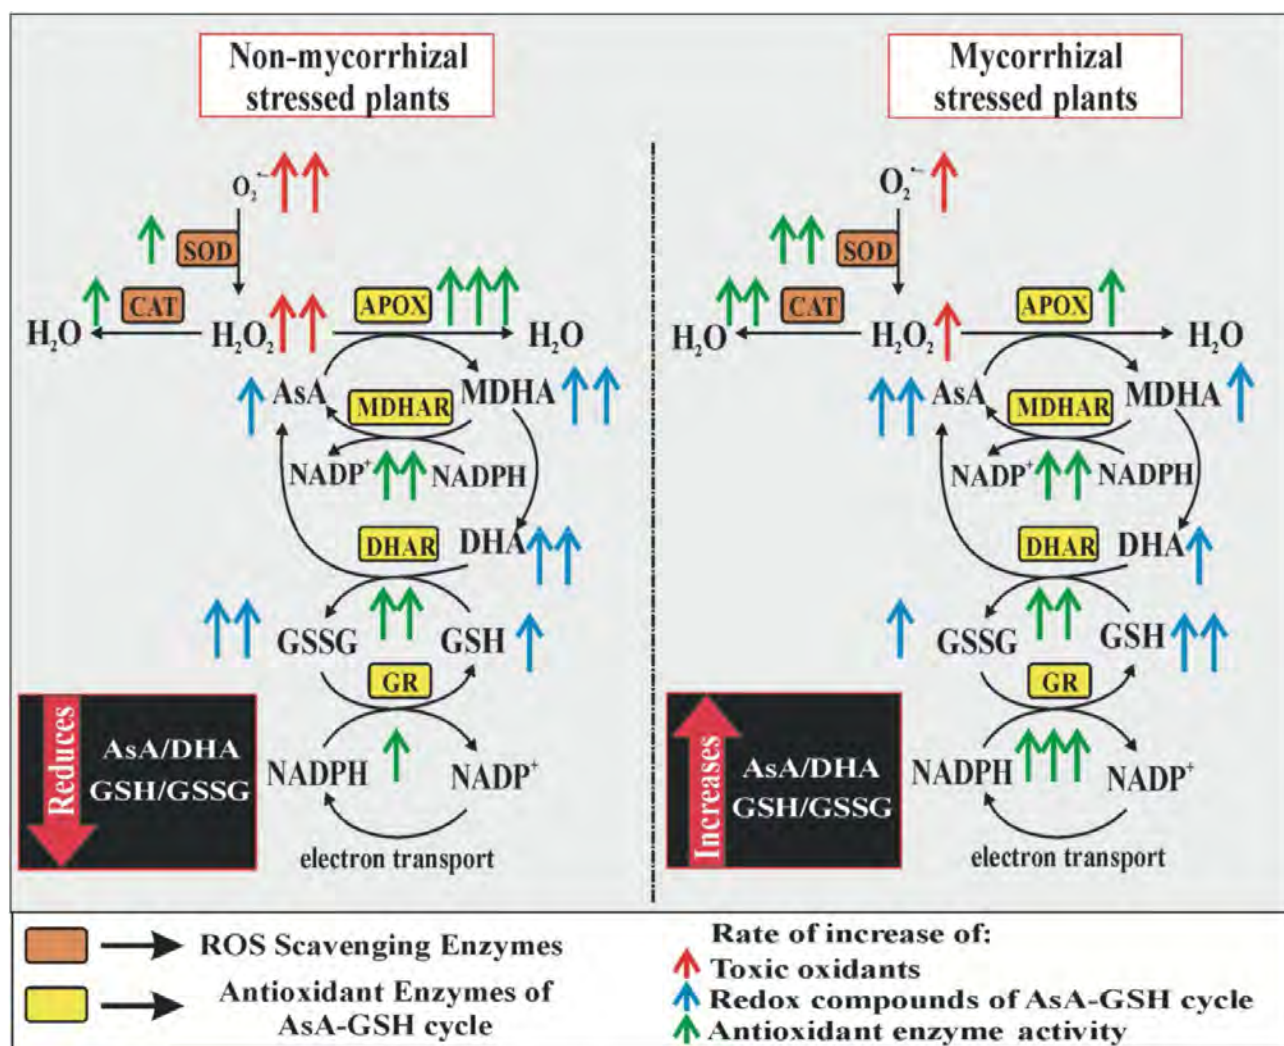 Non-mycorrhizal
stressed plants
O₂•−
SOD
CAT
APOX
H₂O
H₂O₂
H₂O
AsA
MDHA
MDHAR
NADP⁺
NADPH
DHAR
DHA
GSSG
GSH
GR
Reduces
AsA/DHA
GSH/GSSG
NADPH
NADP⁺
electron transport
Mycorrhizal
stressed plants
O₂•−
SOD
CAT
APOX
H₂O
H₂O₂
H₂O
AsA
MDHA
MDHAR
NADP⁺
NADPH
DHAR
DHA
GSSG
GSH
GR
Increases
AsA/DHA
GSH/GSSG
NADPH
NADP⁺
electron transport
ROS Scavenging Enzymes
Antioxidant Enzymes of
AsA-GSH cycle
Rate of increase of:
Toxic oxidants
Redox compounds of AsA-GSH cycle
Antioxidant enzyme activity